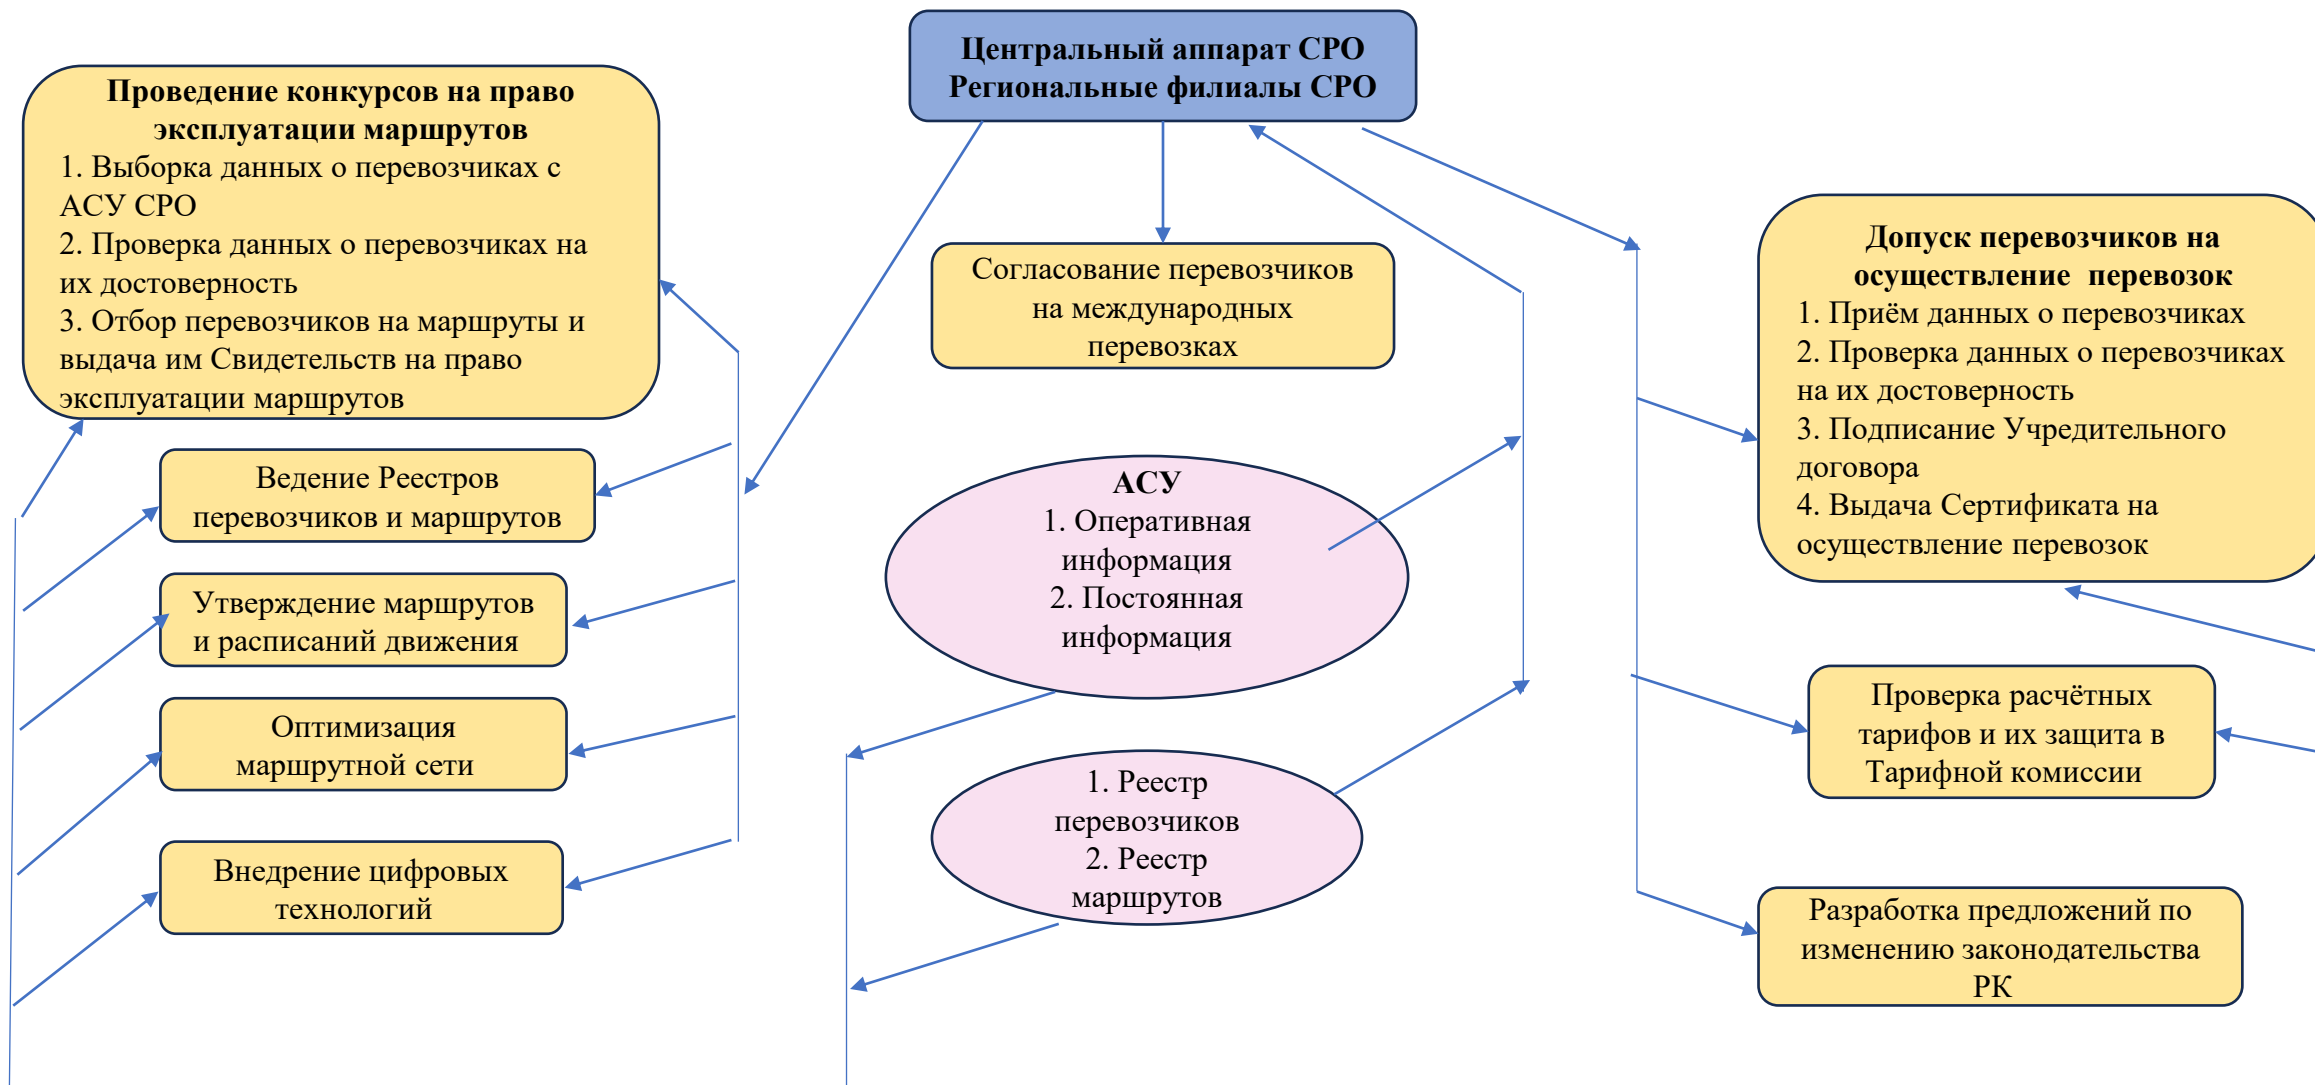 Центральный аппарат СРО
Региональные филиалы СРО
Проведение конкурсов на право
эксплуатации маршрутов
1. Выборка данных о перевозчиках с
АСУ СРО
2. Проверка данных о перевозчиках на
их достоверность
3. Отбор перевозчиков на маршруты и
выдача им Свидетельств на право
эксплуатации маршрутов
Ведение Реестров
перевозчиков и маршрутов
Утверждение маршрутов
и расписаний движения
Оптимизация
маршрутной сети
Внедрение цифровых
технологий
Согласование перевозчиков
на международных
перевозках
АСУ
1. Оперативная
информация
2. Постоянная
информация
1. Реестр
перевозчиков
2. Реестр
маршрутов
Допуск перевозчиков на
осуществление  перевозок
1. Приём данных о перевозчиках
2. Проверка данных о перевозчиках
на их достоверность
3. Подписание Учредительного
договора
4. Выдача Сертификата на
осуществление перевозок
Проверка расчётных
тарифов и их защита в
Тарифной комиссии
Разработка предложений по
изменению законодательства
РК